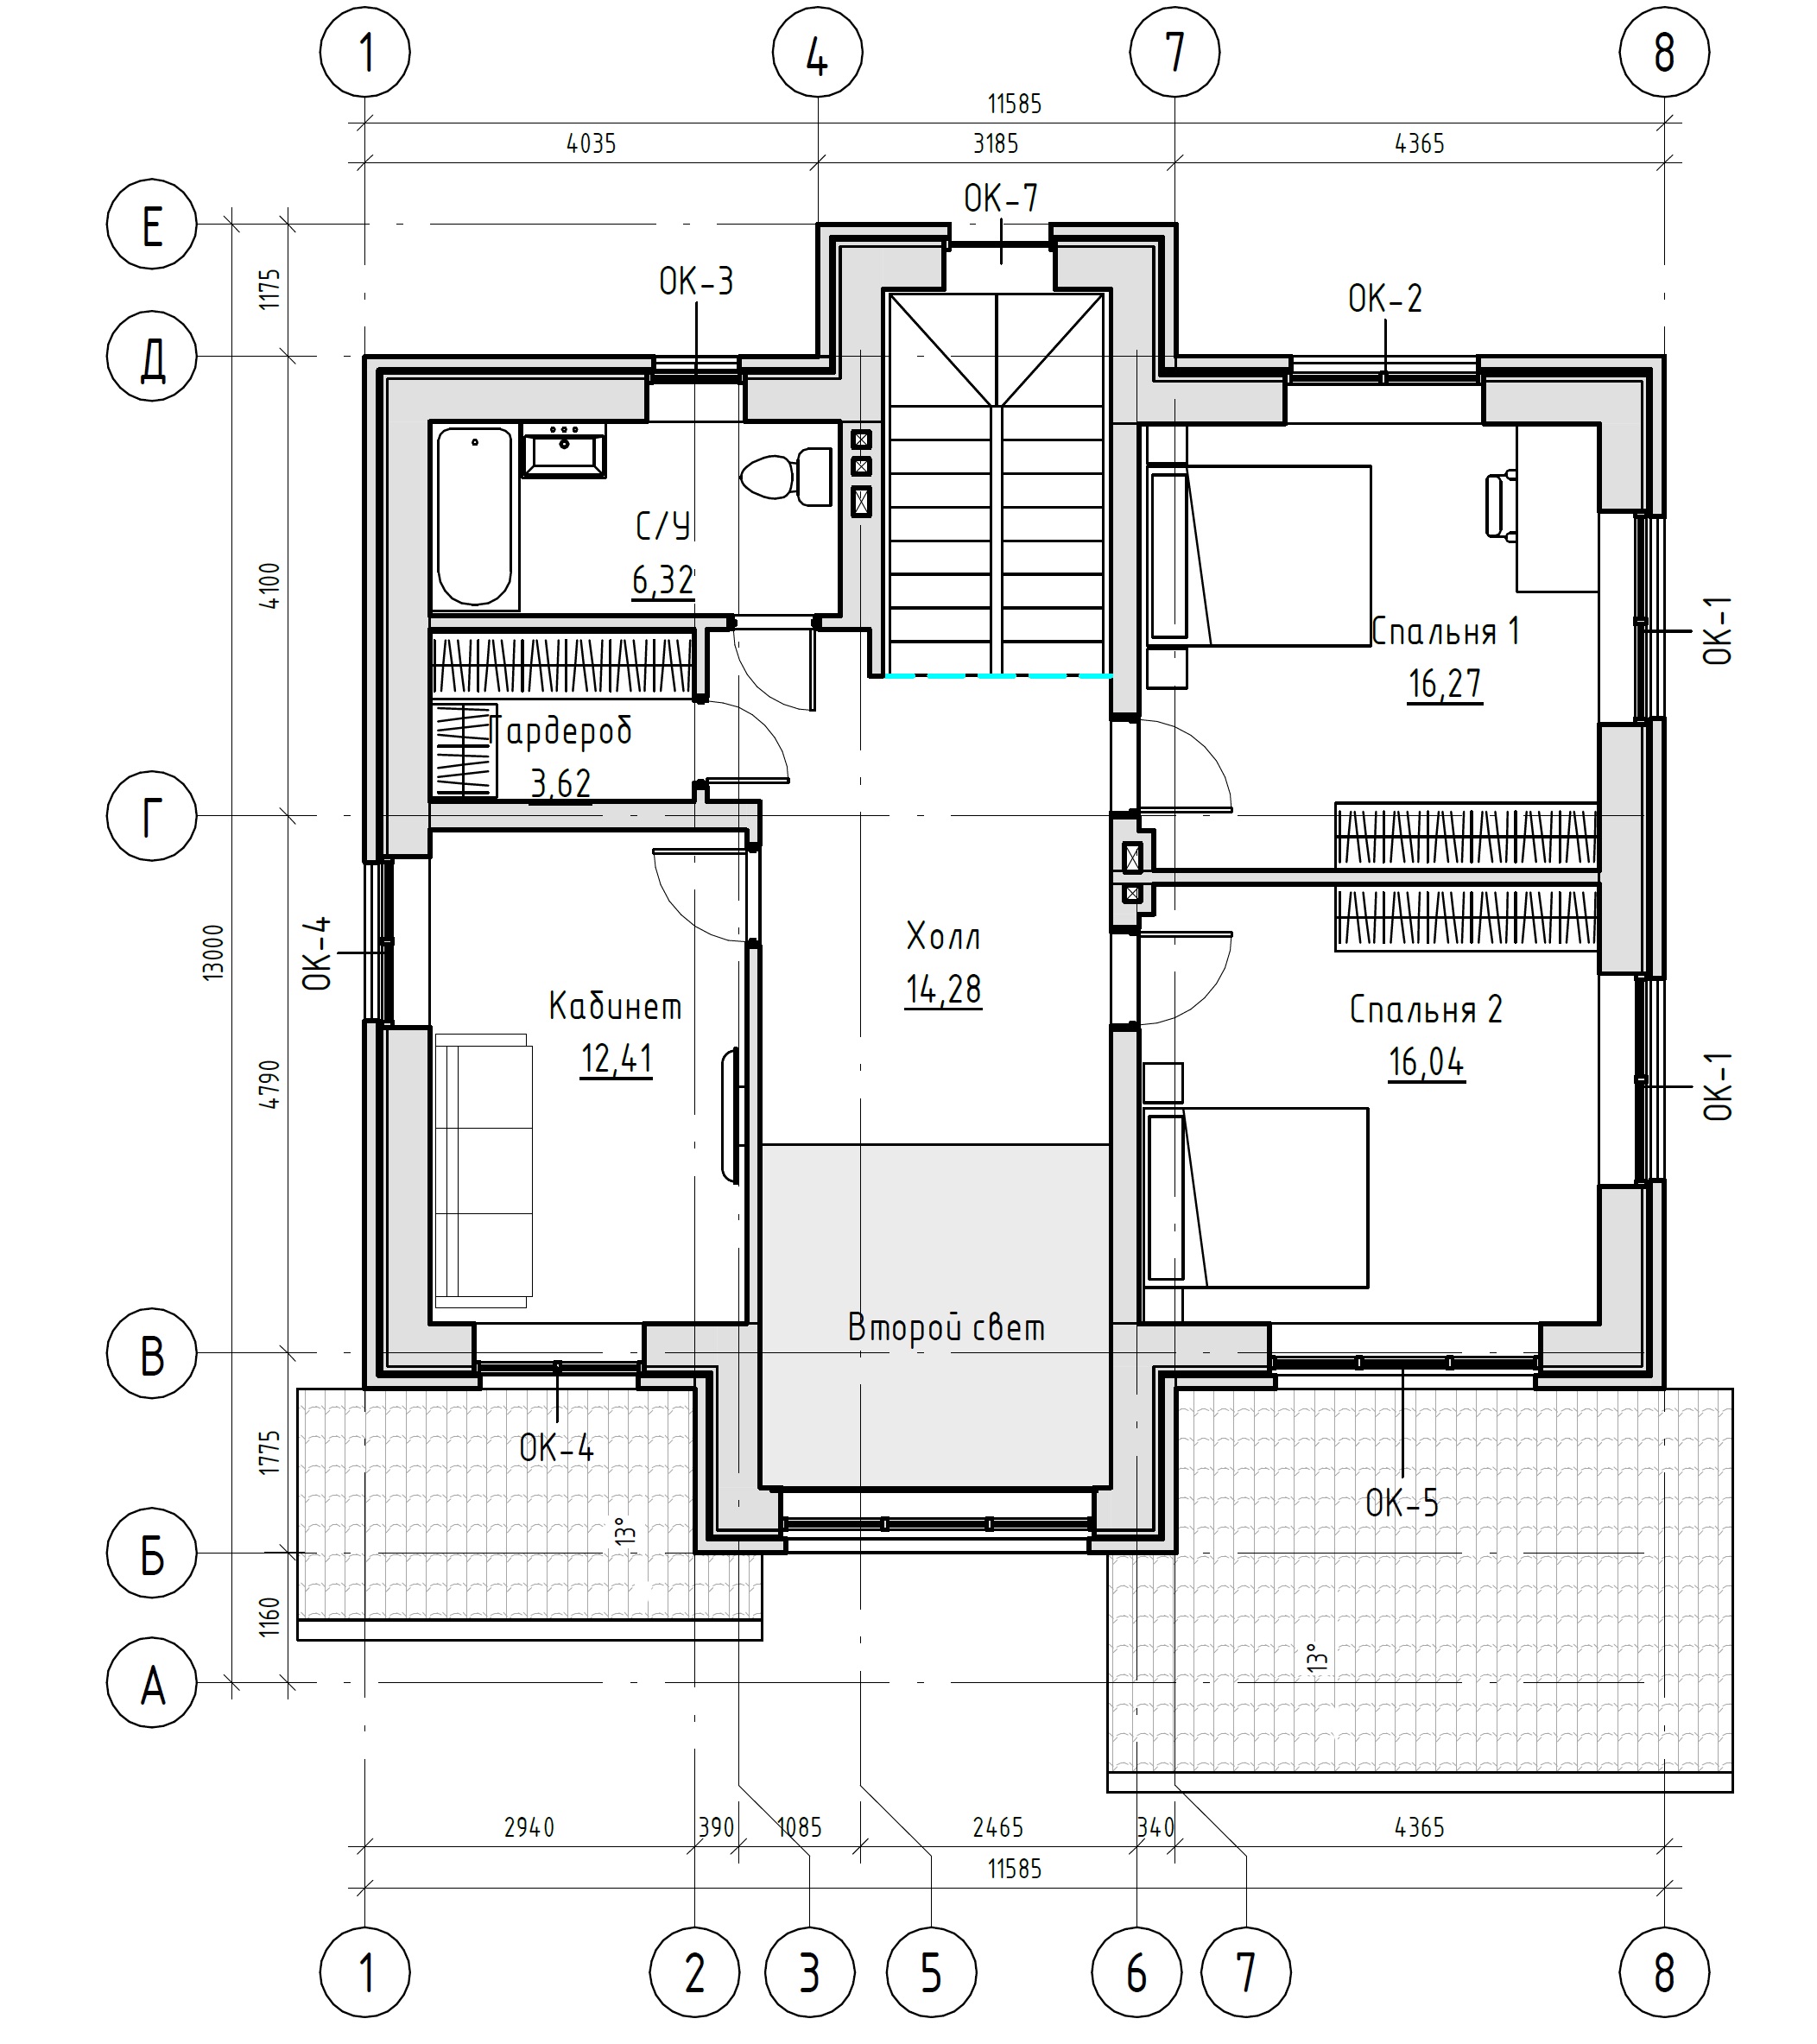 1
4
7
8
11585
4035
3185
4365
ОК-7
Е
ОК-3
ОК-2
1175
Д
С/У
6,32
4100
Спальня 1
16,27
ОК-1
Гардероб
3,62
Г
13000
ОК-4
Холл
14,28
Кабинет
12,41
Спальня 2
16,04
ОК-1
4790
Второй свет
В
1775
ОК-4
ОК-5
13°
Б
1160
13°
А
2940
390
1085
2465
340
4365
11585
1
2
3
5
6
7
8